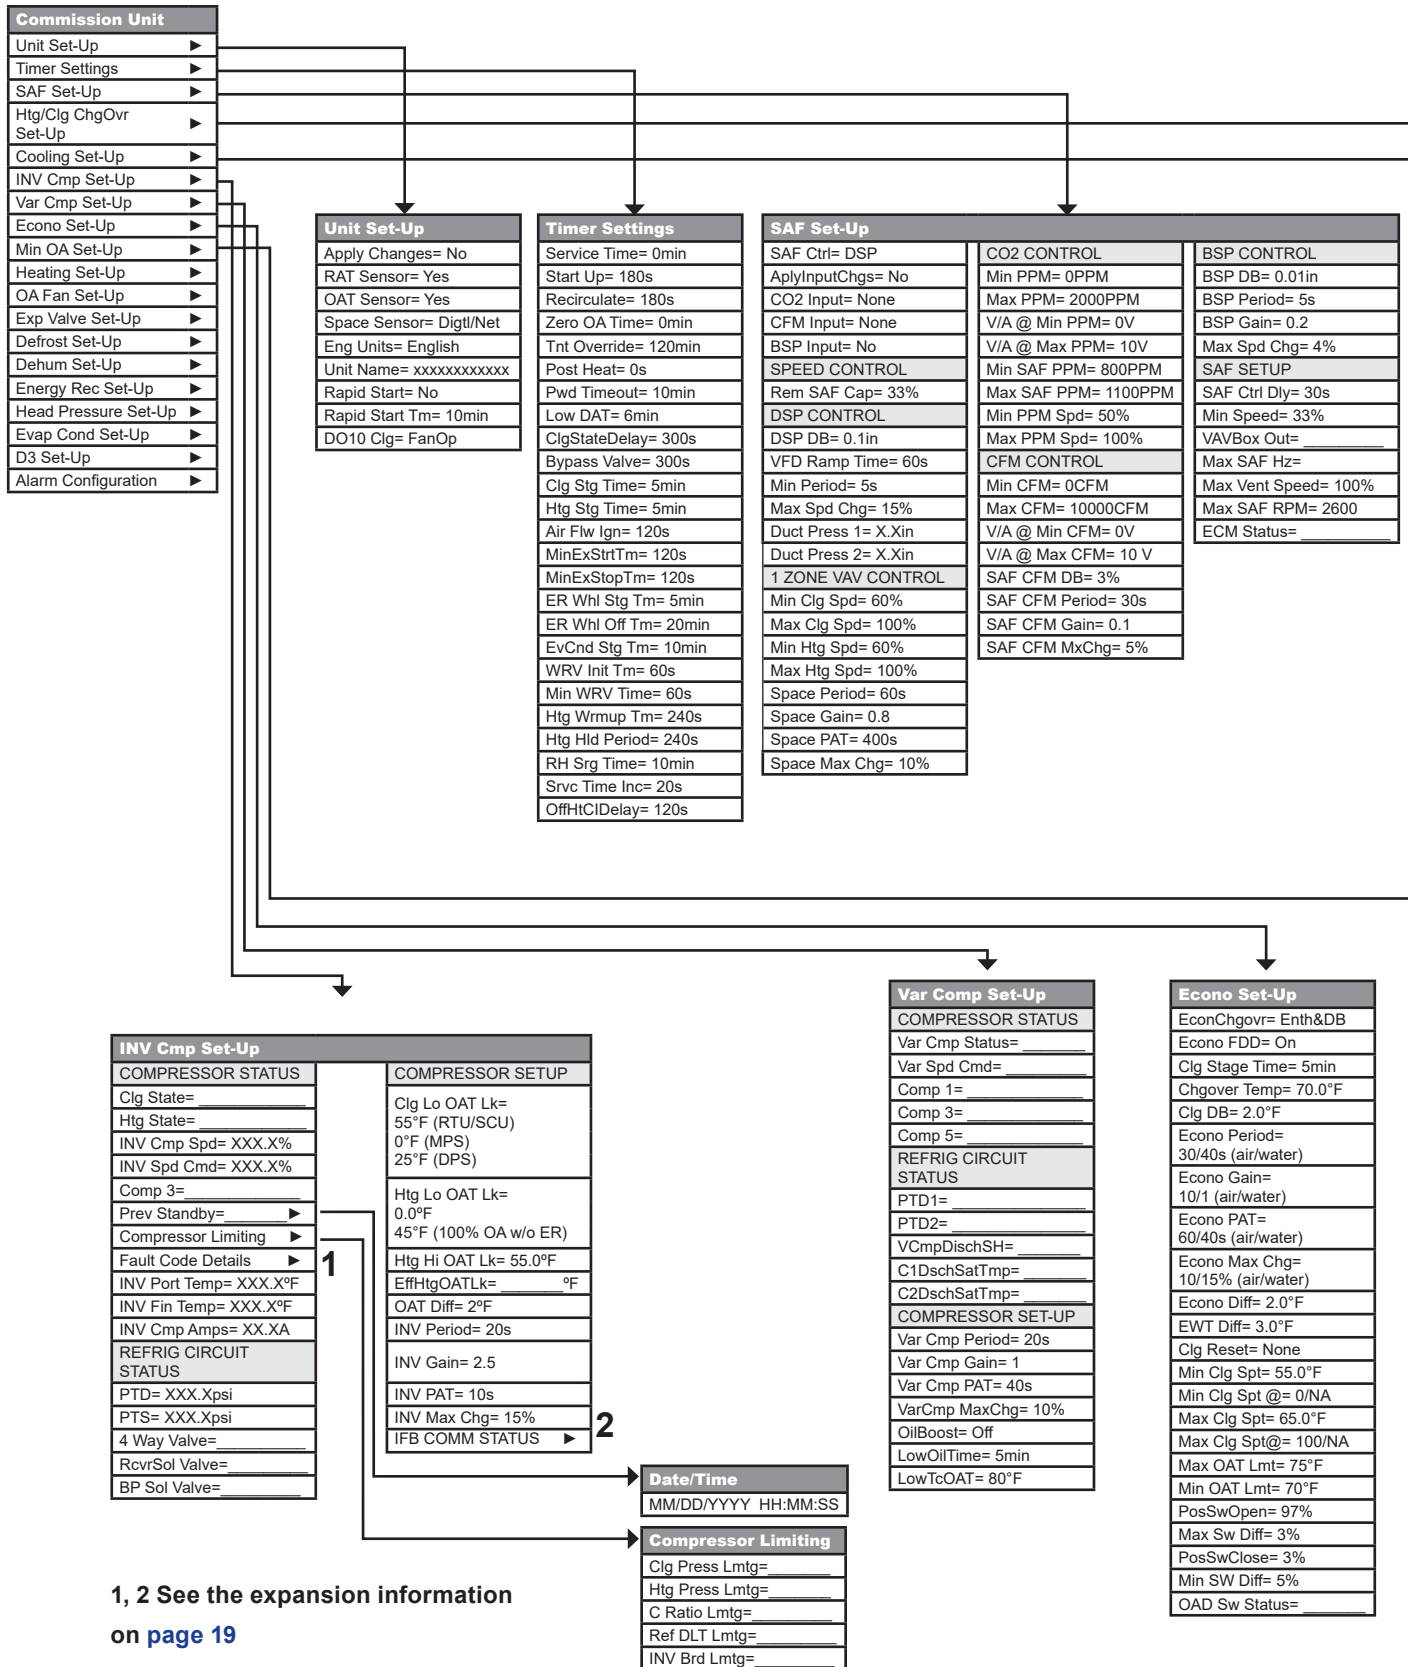 Commission Unit
Unit Set-Up ►
Timer Settings ►
SAF Set-Up ►
Htg/Clg ChgOvr
Set-Up ►
Cooling Set-Up ►
INV Cmp Set-Up ►
Var Cmp Set-Up ►
Econo Set-Up ►
Min OA Set-Up ►
Heating Set-Up ►
OA Fan Set-Up ►
Exp Valve Set-Up ►
Defrost Set-Up ►
Dehum Set-Up ►
Energy Rec Set-Up ►
Head Pressure Set-Up ►
Evap Cond Set-Up ►
D3 Set-Up ►
Alarm Configuration ►
Unit Set-Up
Apply Changes= No
RAT Sensor= Yes
OAT Sensor= Yes
Space Sensor= Digtl/Net
Eng Units= English
Unit Name= xxxxxxxxxxxx
Rapid Start= No
Rapid Start Tm= 10min
DO10 Clg= FanOp
Timer Settings
Service Time= 0min
Start Up= 180s
Recirculate= 180s
Zero OA Time= 0min
Tnt Override= 120min
Post Heat= 0s
Pwd Timeout= 10min
Low DAT= 6min
ClgStateDelay= 300s
Bypass Valve= 300s
Clg Stg Time= 5min
Htg Stg Time= 5min
Air Flw Ign= 120s
MinExStrtTm= 120s
MinExStopTm= 120s
ER Whl Stg Tm= 5min
ER Whl Off Tm= 20min
EvCnd Stg Tm= 10min
WRV Init Tm= 60s
Min WRV Time= 60s
Htg Wrmup Tm= 240s
Htg Hld Period= 240s
RH Srg Time= 10min
Srvc Time Inc= 20s
OffHtClDelay= 120s
SAF Set-Up
SAF Ctrl= DSP
AplyInputChgs= No
CO2 Input= None
CFM Input= None
BSP Input= No
SPEED CONTROL
Rem SAF Cap= 33%
DSP CONTROL
DSP DB= 0.1in
VFD Ramp Time= 60s
Min Period= 5s
Max Spd Chg= 15%
Duct Press 1= X.Xin
Duct Press 2= X.Xin
1 ZONE VAV CONTROL
Min Clg Spd= 60%
Max Clg Spd= 100%
Min Htg Spd= 60%
Max Htg Spd= 100%
Space Period= 60s
Space Gain= 0.8
Space PAT= 400s
Space Max Chg= 10%
CO2 CONTROL
Min PPM= 0PPM
Max PPM= 2000PPM
V/A @ Min PPM= 0V
V/A @ Max PPM= 10V
Min SAF PPM= 800PPM
Max SAF PPM= 1100PPM
Min PPM Spd= 50%
Max PPM Spd= 100%
CFM CONTROL
Min CFM= 0CFM
Max CFM= 10000CFM
V/A @ Min CFM= 0V
V/A @ Max CFM= 10 V
SAF CFM DB= 3%
SAF CFM Period= 30s
SAF CFM Gain= 0.1
SAF CFM MxChg= 5%
BSP CONTROL
BSP DB= 0.01in
BSP Period= 5s
BSP Gain= 0.2
Max Spd Chg= 4%
SAF SETUP
SAF Ctrl Dly= 30s
Min Speed= 33%
VAVBox Out= _________
Max SAF Hz=
Max Vent Speed= 100%
Max SAF RPM= 2600
ECM Status= __________
INV Cmp Set-Up
COMPRESSOR STATUS
Clg State= ____________
Htg State= ____________
INV Cmp Spd= XXX.X%
INV Spd Cmd= XXX.X%
Comp 3=_____________
Prev Standby=_______►
Compressor Limiting ►
Fault Code Details ►
1
INV Port Temp= XXX.XºF
INV Fin Temp= XXX.XºF
INV Cmp Amps= XX.XA
REFRIG CIRCUIT
STATUS
PTD= XXX.Xpsi
PTS= XXX.Xpsi
4 Way Valve=__________
RcvrSol Valve=_________
BP Sol Valve=_________
COMPRESSOR SETUP
Clg Lo OAT Lk=
55°F (RTU/SCU)
0°F (MPS)
25°F (DPS)
Htg Lo OAT Lk=
0.0ºF
45°F (100% OA w/o ER)
Htg Hi OAT Lk= 55.0ºF
EffHtgOATLk= _______ºF
OAT Diff= 2ºF
INV Period= 20s
INV Gain= 2.5
INV PAT= 10s
INV Max Chg= 15%
IFB COMM STATUS ►
2
Date/Time
MM/DD/YYYY HH:MM:SS
Compressor Limiting
Clg Press Lmtg=_______
Htg Press Lmtg=_______
C Ratio Lmtg=_________
Ref DLT Lmtg=_________
INV Brd Lmtg=_________
Var Comp Set-Up
COMPRESSOR STATUS
Var Cmp Status= _______
Var Spd Cmd= _________
Comp 1= _____________
Comp 3= _____________
Comp 5= _____________
REFRIG CIRCUIT
STATUS
PTD1= _______________
PTD2= _______________
VCmpDischSH= _______
C1DschSatTmp= _______
C2DschSatTmp= _______
COMPRESSOR SET-UP
Var Cmp Period= 20s
Var Cmp Gain= 1
Var Cmp PAT= 40s
VarCmp MaxChg= 10%
OilBoost= Off
LowOilTime= 5min
LowTcOAT= 80°F
Econo Set-Up
EconChgovr= Enth&DB
Econo FDD= On
Clg Stage Time= 5min
Chgover Temp= 70.0°F
Clg DB= 2.0°F
Econo Period=
30/40s (air/water)
Econo Gain=
10/1 (air/water)
Econo PAT=
60/40s (air/water)
Econo Max Chg=
10/15% (air/water)
Econo Diff= 2.0°F
EWT Diff= 3.0°F
Clg Reset= None
Min Clg Spt= 55.0°F
Min Clg Spt @= 0/NA
Max Clg Spt= 65.0°F
Max Clg Spt@= 100/NA
Max OAT Lmt= 75°F
Min OAT Lmt= 70°F
PosSwOpen= 97%
Max Sw Diff= 3%
PosSwClose= 3%
Min SW Diff= 5%
OAD Sw Status= _______
1, 2 See the expansion information
on page 19